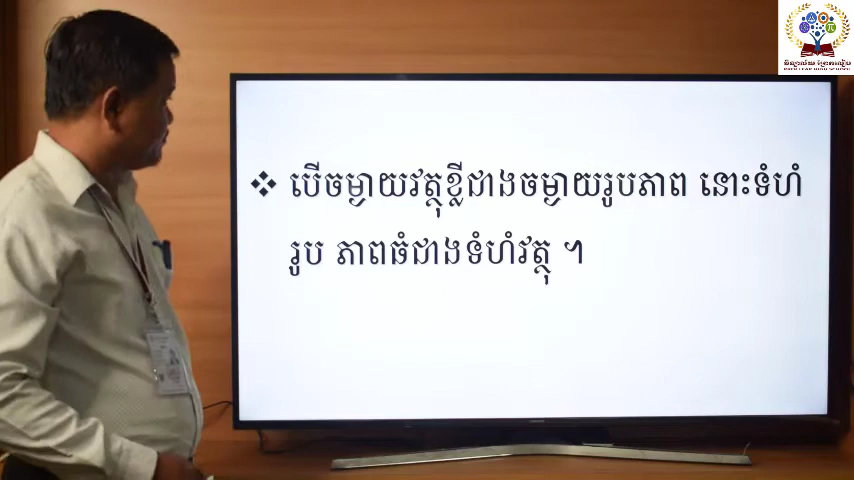 ❖ បើចម្ងាយវត្ថុខ្លីជាងចម្ងាយរូបភាព នោះទំហំ
រូប ភាពធំជាងទំហំវត្ថុ ។